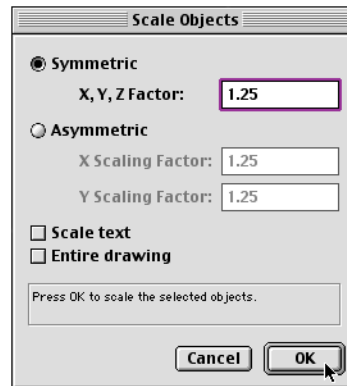 Scale Objects
Symmetric
X, Y, Z Factor: 1.25
Asymmetric
X Scaling Factor: 1.25
Y Scaling Factor: 1.25
Scale text
Entire drawing
Press OK to scale the selected objects.
Cancel OK